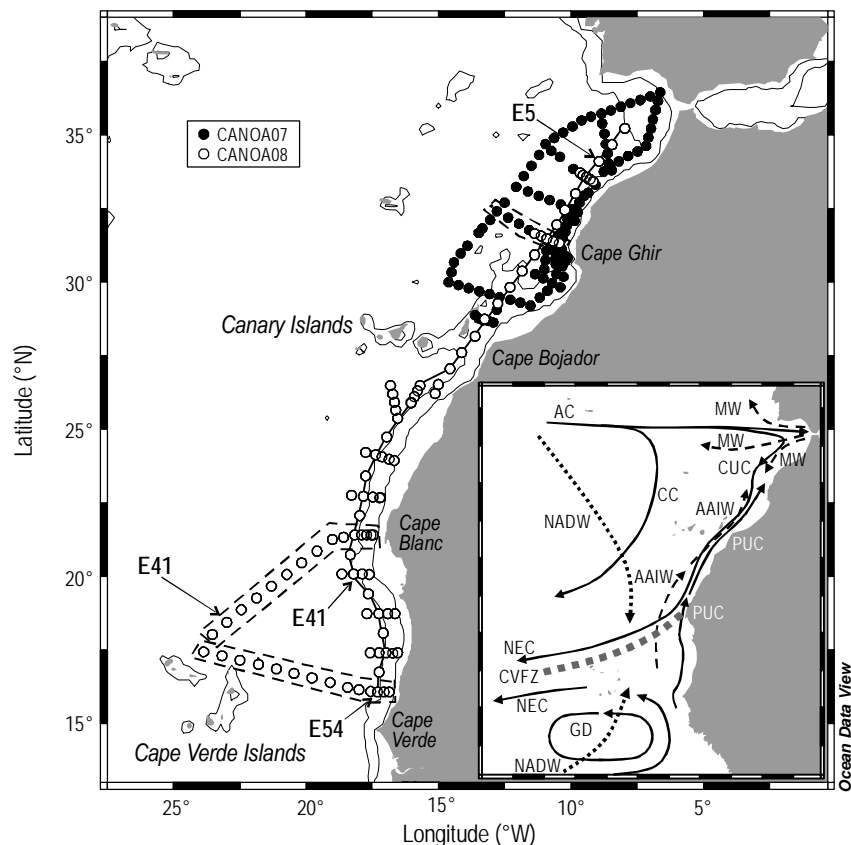 CANOA07
CANOA08
E5
35°
30°
25°
20°
15°
Latitude (°N)
Cape Ghir
Canary Islands
Cape Bojador
Cape
Blanc
E41
E41
E54
Cape
Verde
Cape Verde Islands
25°
20°
15°
10°
5°
Longitude (°W)
AC
MW
MW
MW
CUC
CC
NADW
AAIW
PUC
AAIW
PUC
NEC
CVFZ
NEC
GD
NADW
Ocean Data View